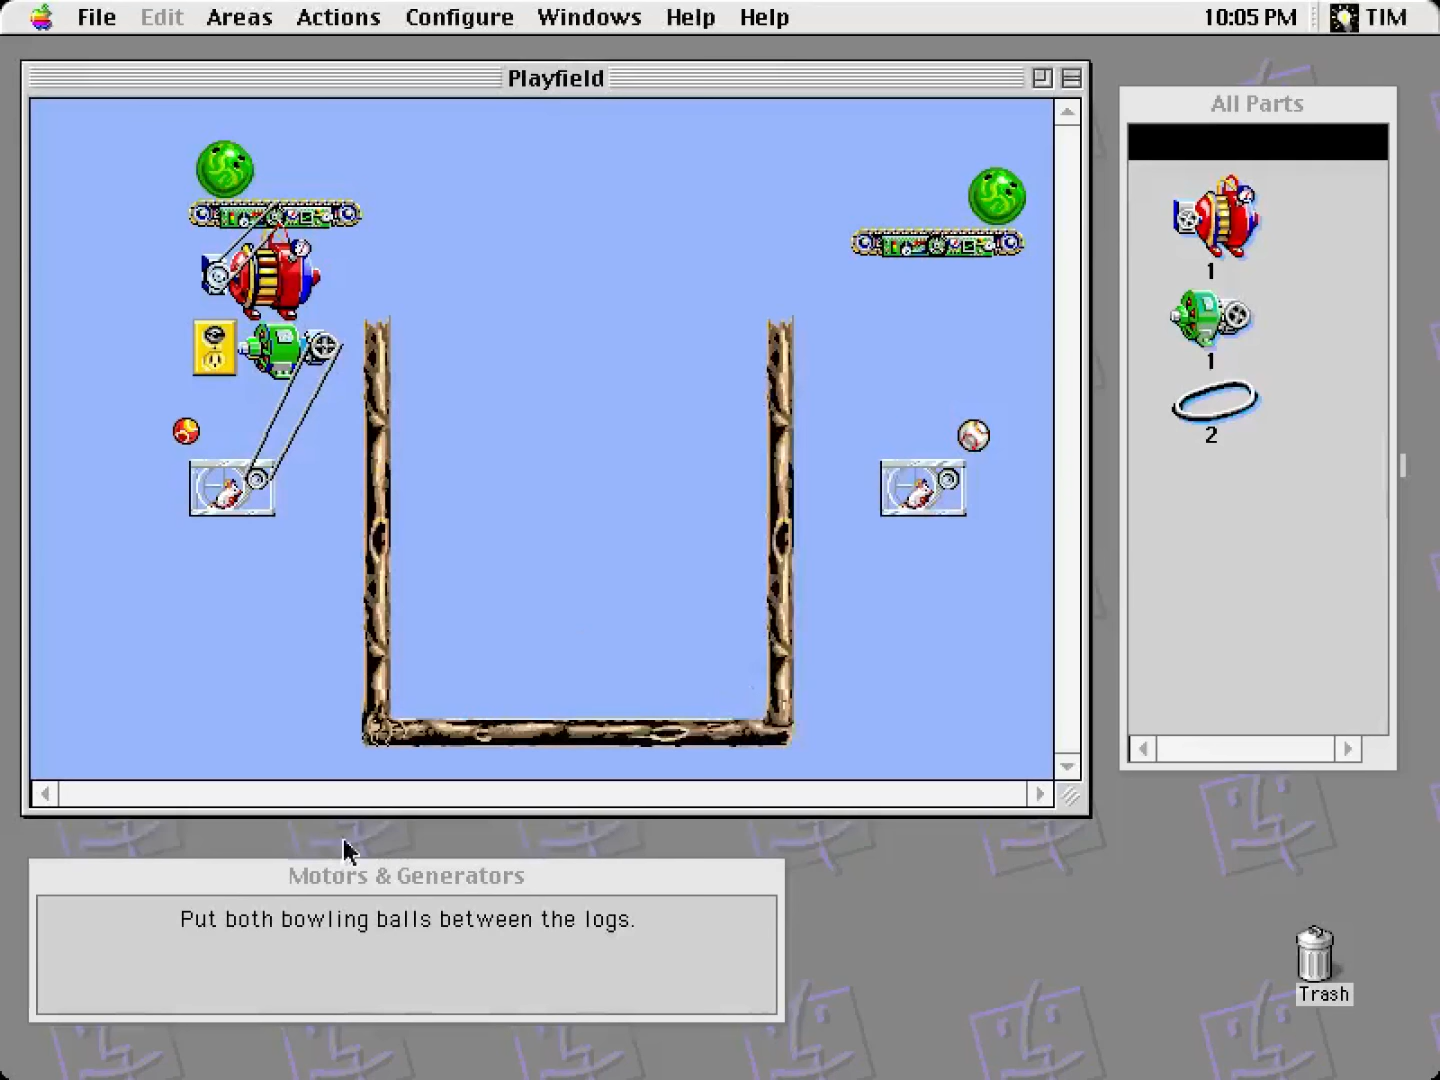 File Edit Areas Actions Configure Windows Help Help 10:05 PM TIM
Playfield
All Parts
1
1
2
Motors & Generators
Put both bowling balls between the logs.
Trash